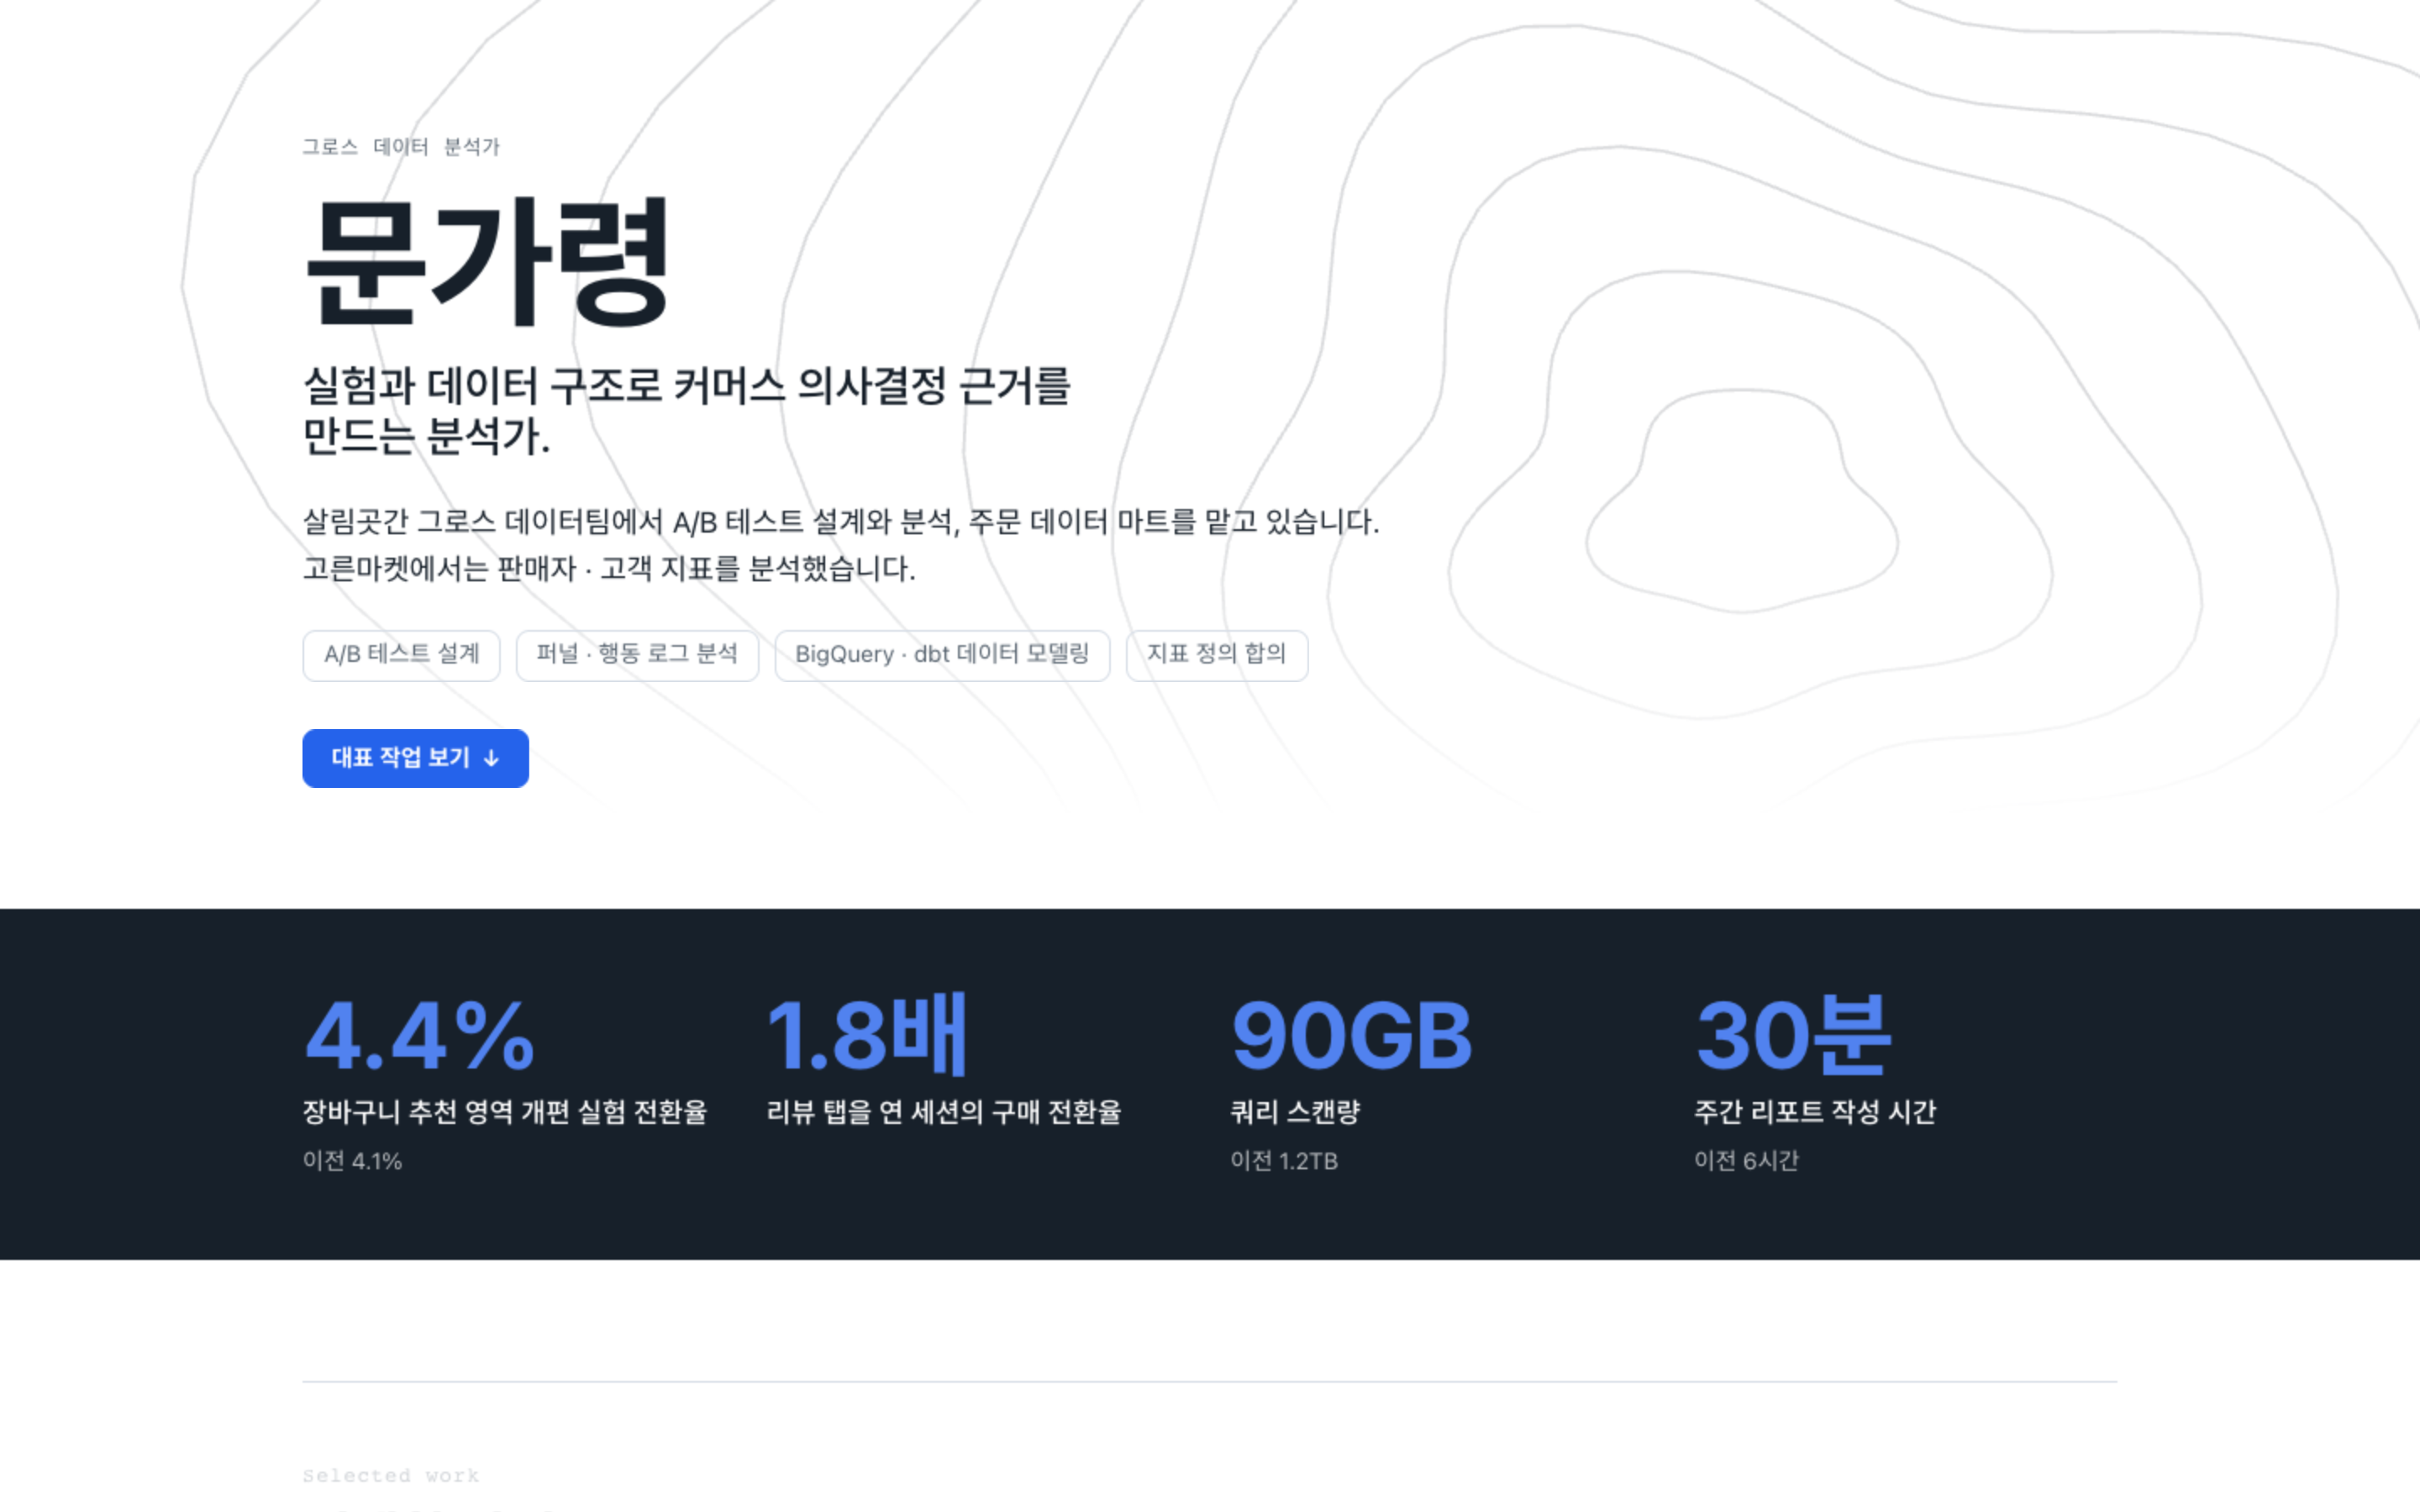 그로스 데이터 분석가
문가령
실험과 데이터 구조로 커머스 의사결정 근거를
만드는 분석가.
살림곳간 그로스 데이터팀에서 A/B 테스트 설계와 분석, 주문 데이터 마트를 맡고 있습니다.
고른마켓에서는 판매자 · 고객 지표를 분석했습니다.
A/B 테스트 설계
퍼널 · 행동 로그 분석
BigQuery · dbt 데이터 모델링
지표 정의 합의
대표 작업 보기 ↓
4.4%
장바구니 추천 영역 개편 실험 전환율
이전 4.1%
1.8배
리뷰 탭을 연 세션의 구매 전환율
90GB
쿼리 스캔량
이전 1.2TB
30분
주간 리포트 작성 시간
이전 6시간
Selected work